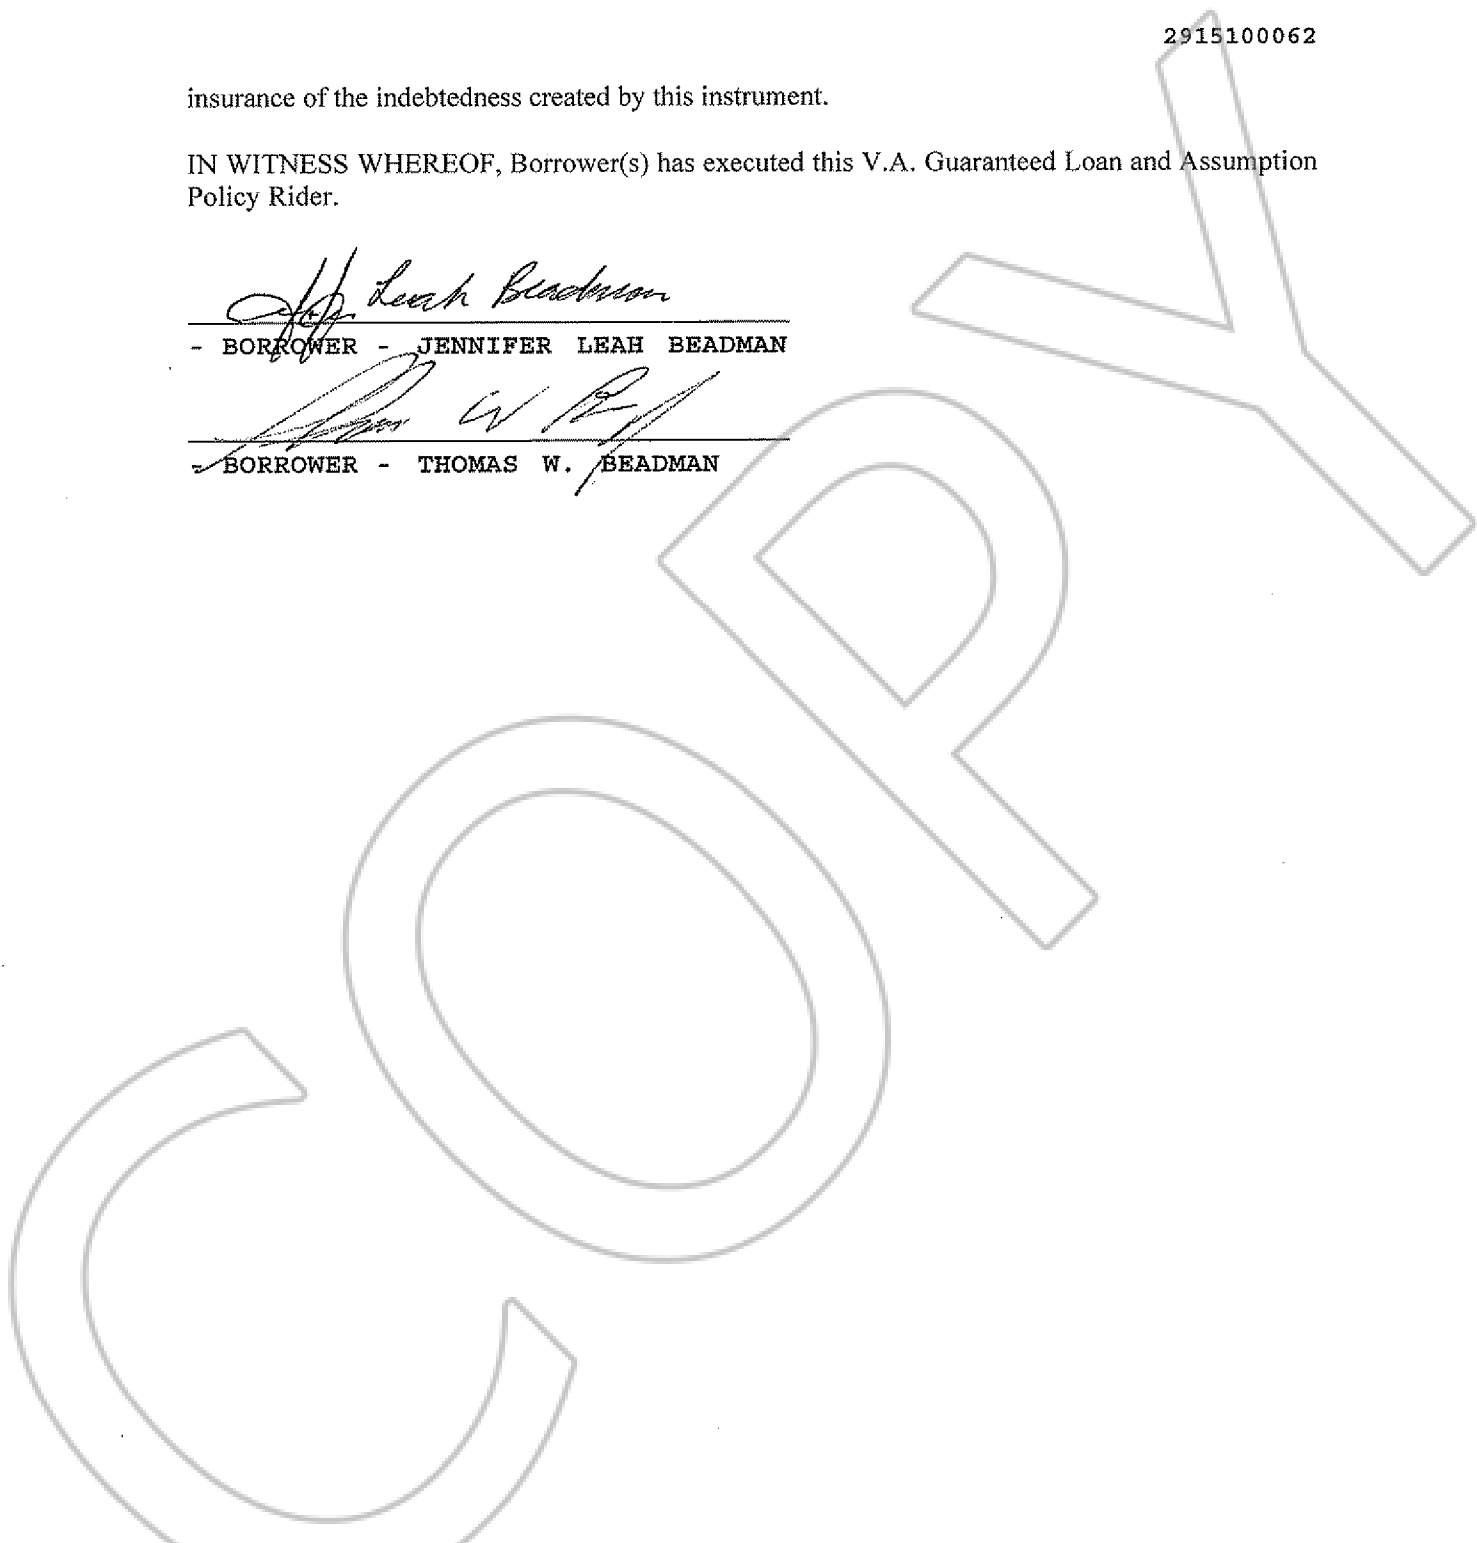 2915100062
insurance of the indebtedness created by this instrument.
IN WITNESS WHEREOF, Borrower(s) has executed this V.A. Guaranteed Loan and Assumption
Policy Rider.
Leah Beadman
- BORROWER - JENNIFER LEAH BEADMAN
- BORROWER - THOMAS W. BEADMAN
COPY